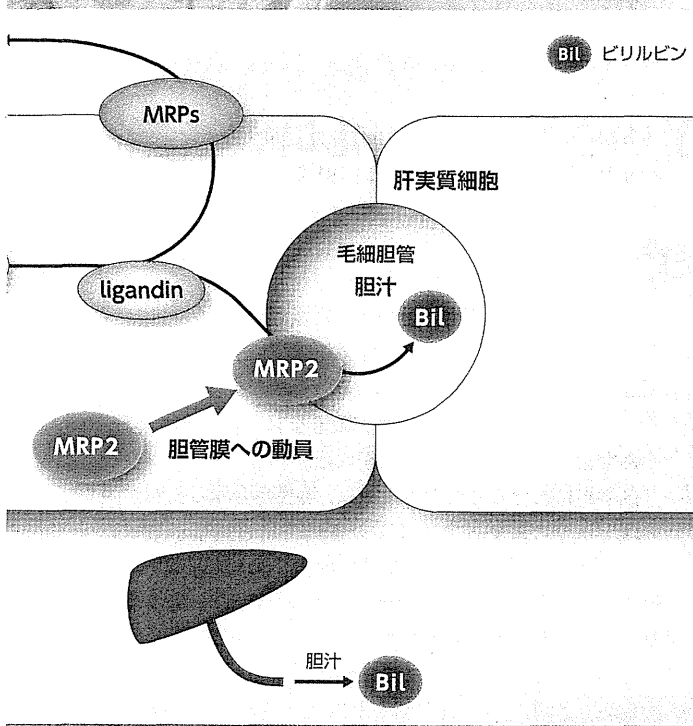 Bil ビリルビン
MRPs
肝実質細胞
毛細胆管
胆汁
ligandin
Bil
MRP2
MRP2
胆管膜への動員
胆汁
Bil